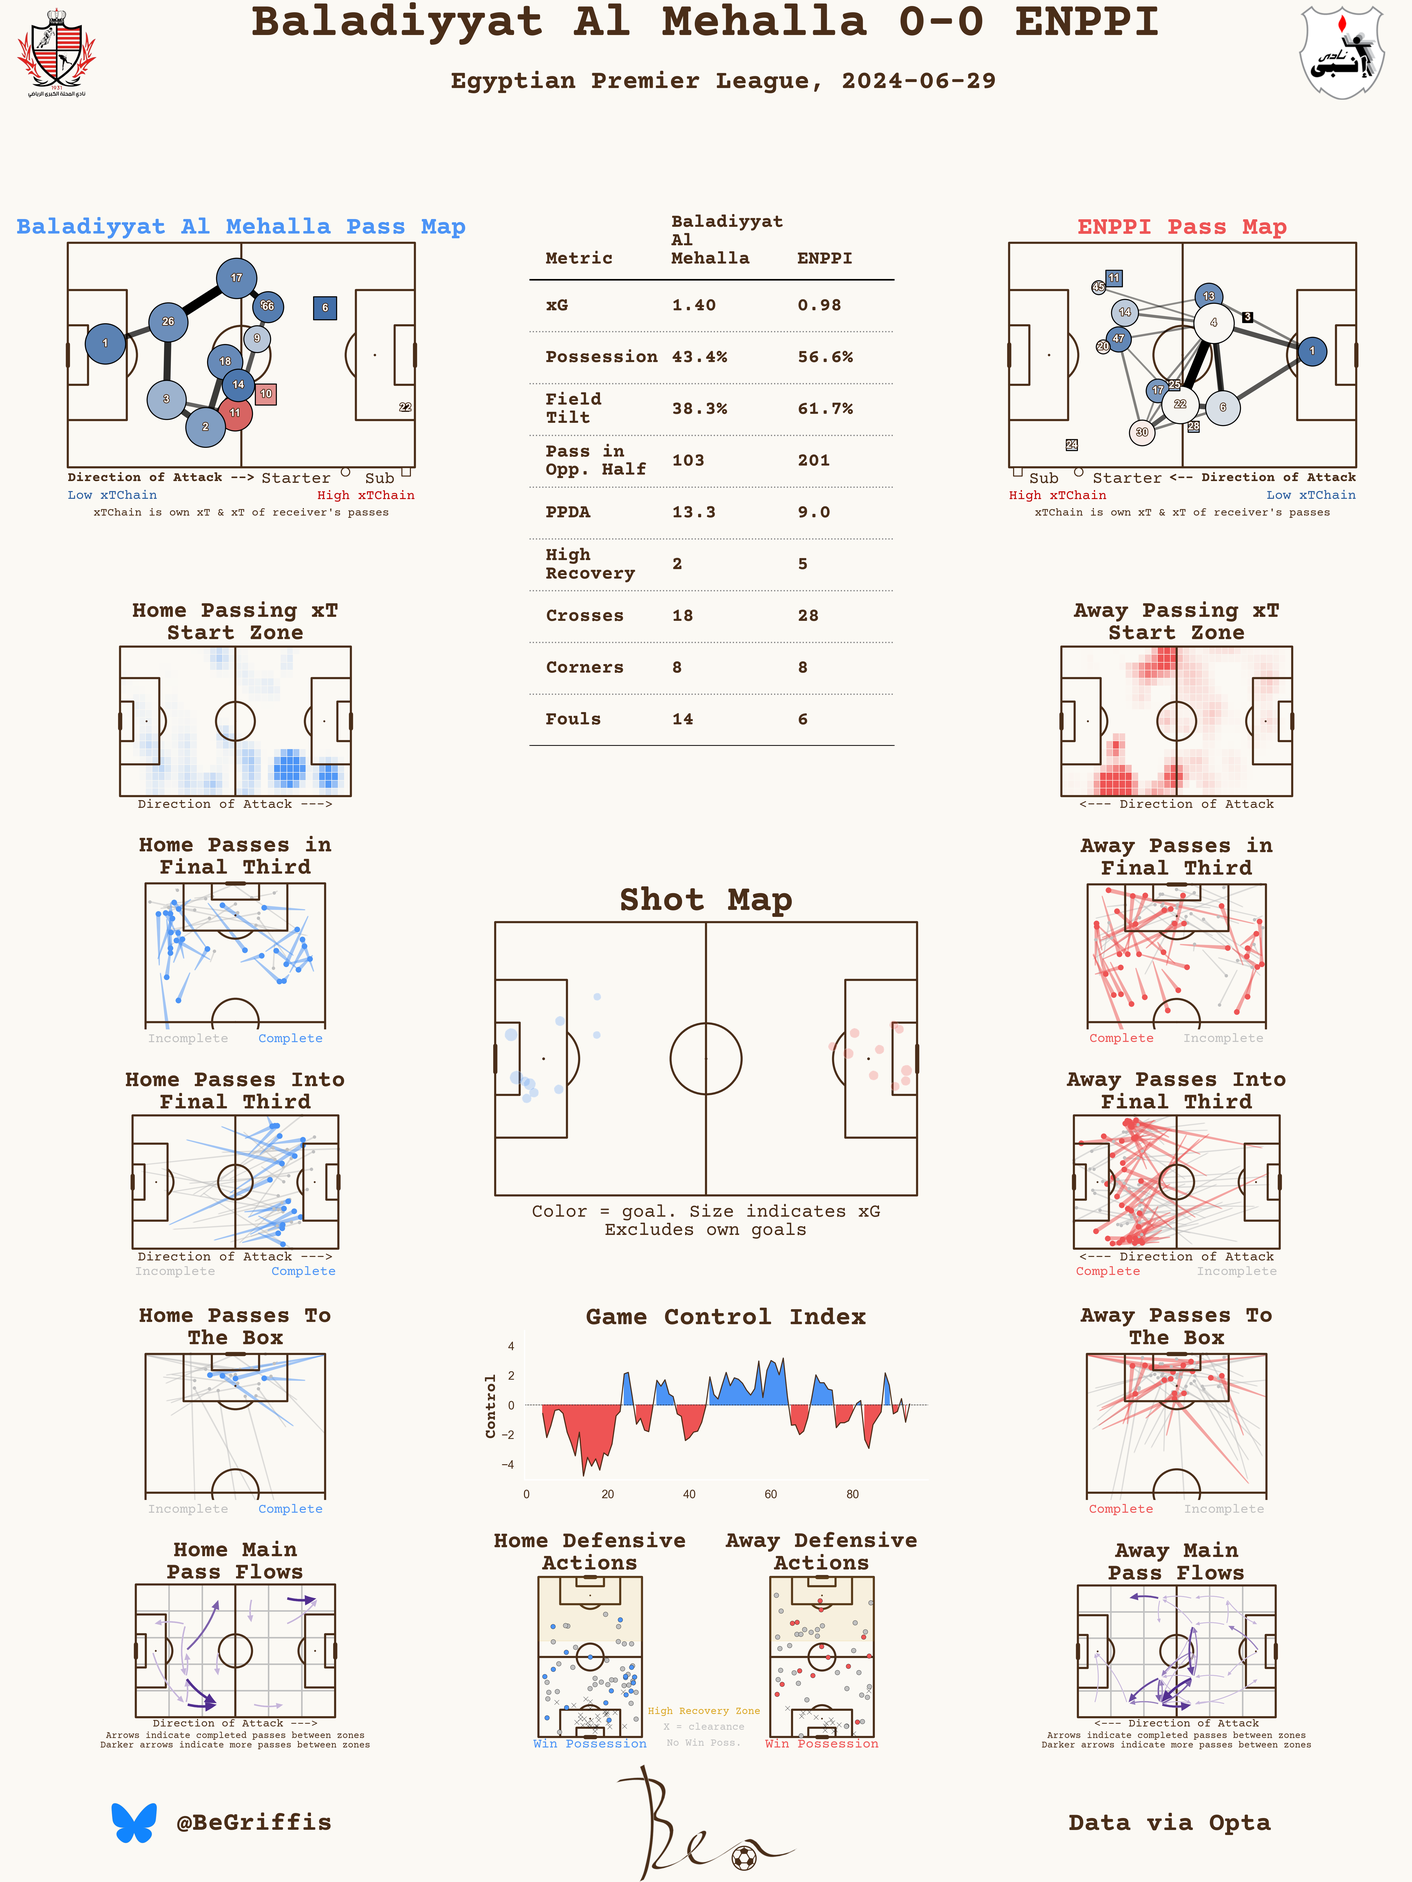 Baladiyyat Al Mehalla 0-0 ENPPI
Egyptian Premier League, 2024-06-29
1931
نادي المحلة الكبرى الرياضي
نادى
إنبى
Baladiyyat Al Mehalla Pass Map
17
66
6
26
1
9
18
14
3
10
11
2
22
Direction of Attack --> Starter Sub
Low xTChain High xTChain
xTChain is own xT & xT of receiver's passes
Metric Baladiyyat Al Mehalla ENPPI
xG 1.40 0.98
Possession 43.4% 56.6%
Field Tilt 38.3% 61.7%
Pass in Opp. Half 103 201
PPDA 13.3 9.0
High Recovery 2 5
Crosses 18 28
Corners 8 8
Fouls 14 6
ENPPI Pass Map
11
45
13
14
3
4
47
1
17
25
22
6
28
30
Sub Starter <-- Direction of Attack
High xTChain Low xTChain
xTChain is own xT & xT of receiver's passes
Home Passing xT
Start Zone
Direction of Attack --->
Away Passing xT
Start Zone
<--- Direction of Attack
Home Passes in
Final Third
Incomplete Complete
Away Passes in
Final Third
Complete Incomplete
Shot Map
Color = goal. Size indicates xG
Excludes own goals
Home Passes Into
Final Third
Direction of Attack --->
Incomplete Complete
Away Passes Into
Final Third
<--- Direction of Attack
Complete Incomplete
Home Passes To
The Box
Incomplete Complete
Game Control Index
Control
4
2
0
−2
−4
0 20 40 60 80
Away Passes To
The Box
Complete Incomplete
Home Main
Pass Flows
Direction of Attack --->
Arrows indicate completed passes between zones
Darker arrows indicate more passes between zones
Home Defensive
Actions
Win Possession
High Recovery Zone
X = clearance
No Win Poss.
Away Defensive
Actions
Win Possession
Away Main
Pass Flows
<--- Direction of Attack
Arrows indicate completed passes between zones
Darker arrows indicate more passes between zones
@BeGriffis
Ben
Data via Opta